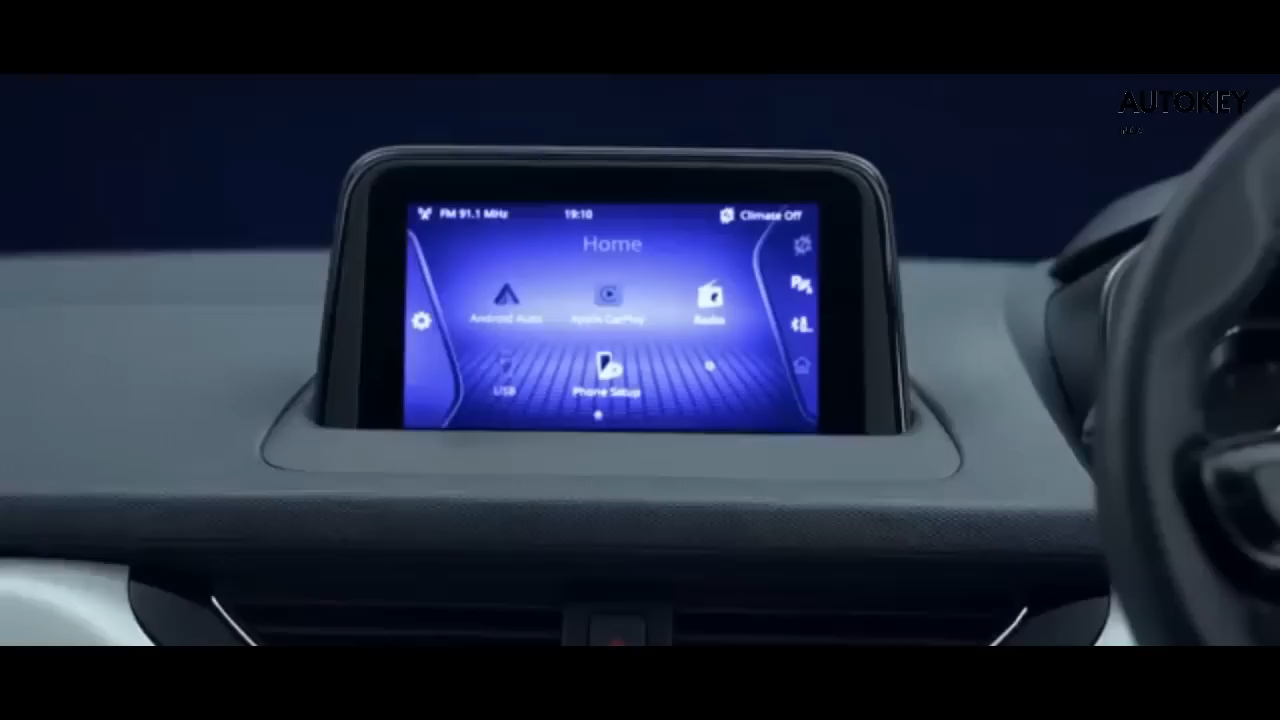 AUTOKEY
FM 91.1 MHz 19:10 Climate Off
Home
Android Auto Apple CarPlay Radio
USB Phone Setup